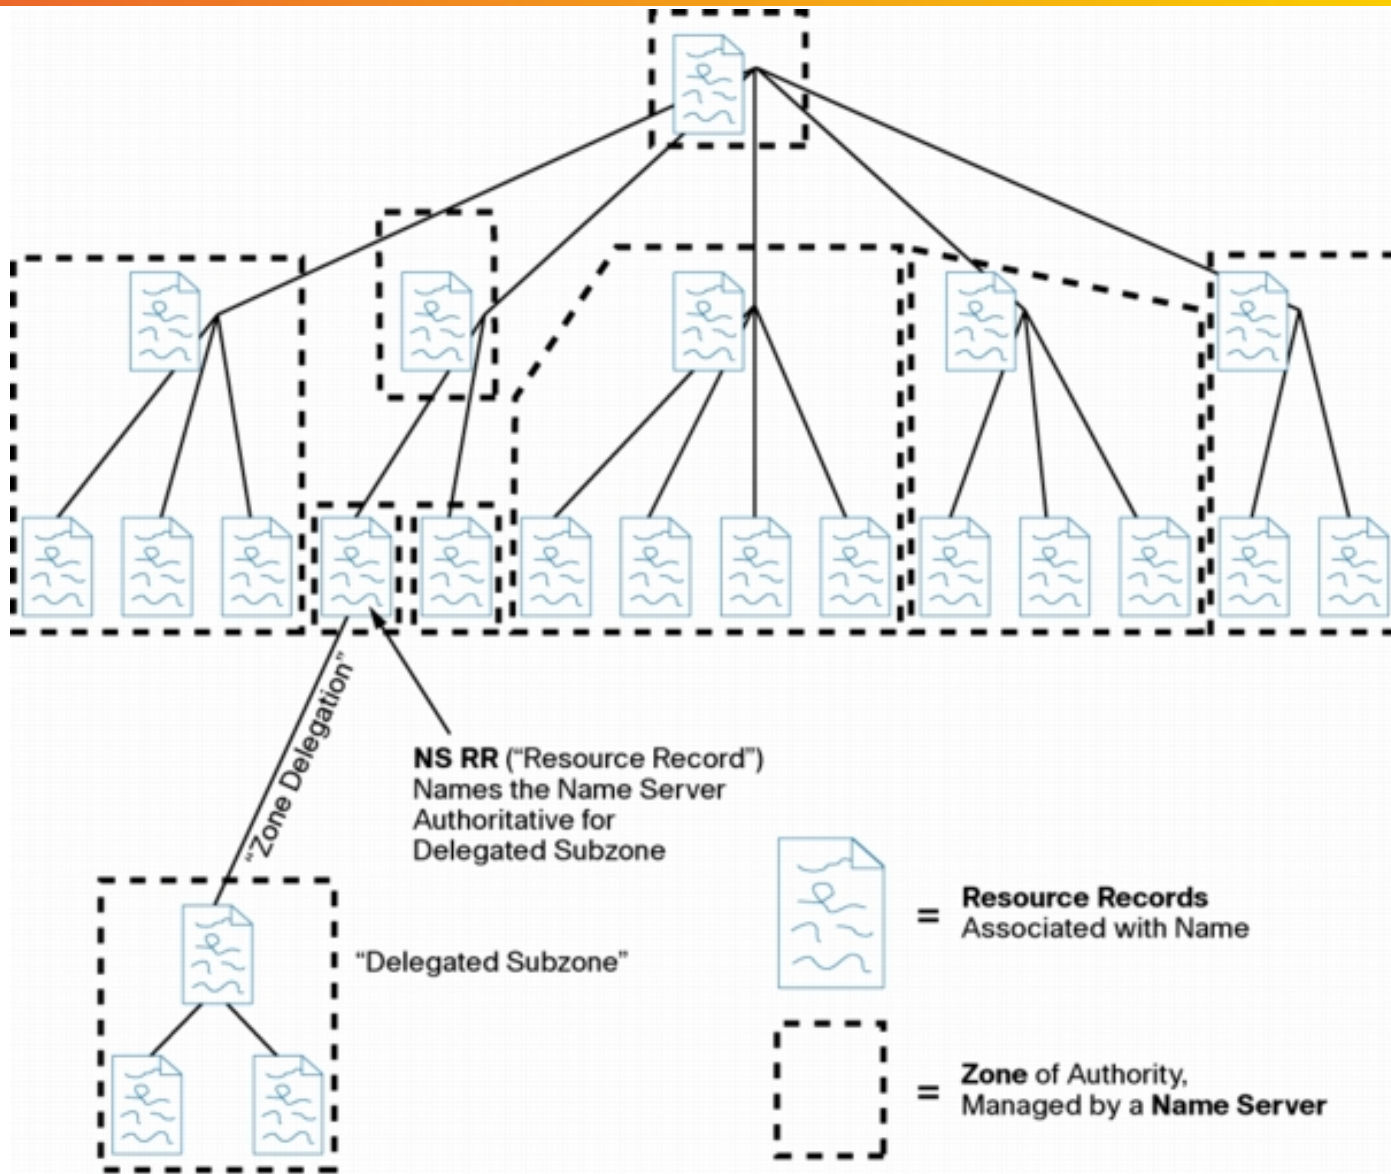 “Zone Delegation”
NS RR (“Resource Record”)
Names the Name Server
Authoritative for
Delegated Subzone
“Delegated Subzone”
= Resource Records
Associated with Name
= Zone of Authority,
Managed by a Name Server